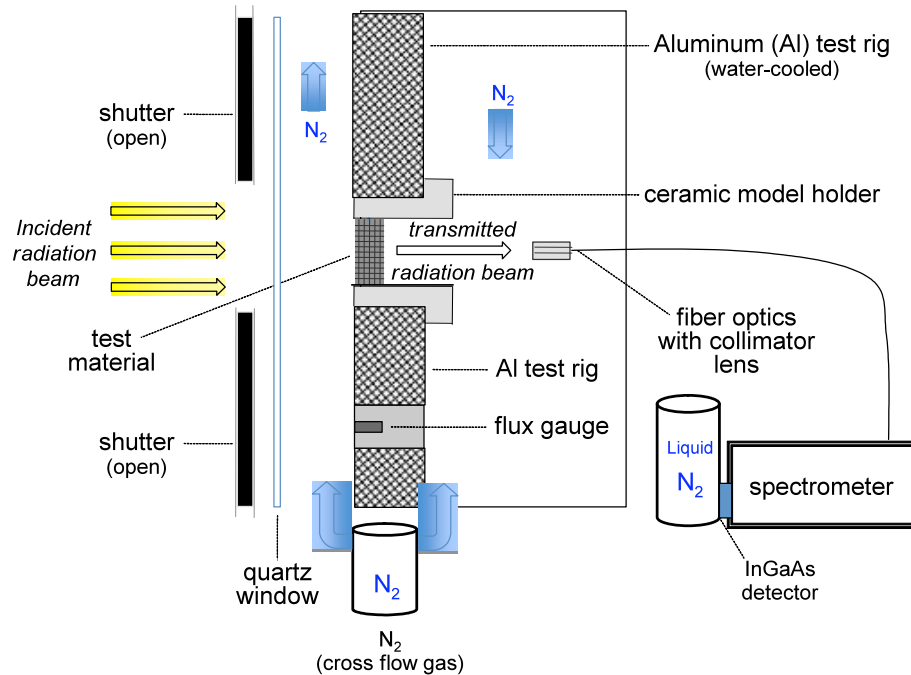 Aluminum (Al) test rig
(water-cooled)
shutter
(open)
N2
N2
ceramic model holder
Incident
radiation
beam
transmitted
radiation beam
test
material
fiber optics
with collimator
lens
Al test rig
flux gauge
shutter
(open)
Liquid
N2
spectrometer
quartz
window
N2
InGaAs
detector
N2
(cross flow gas)